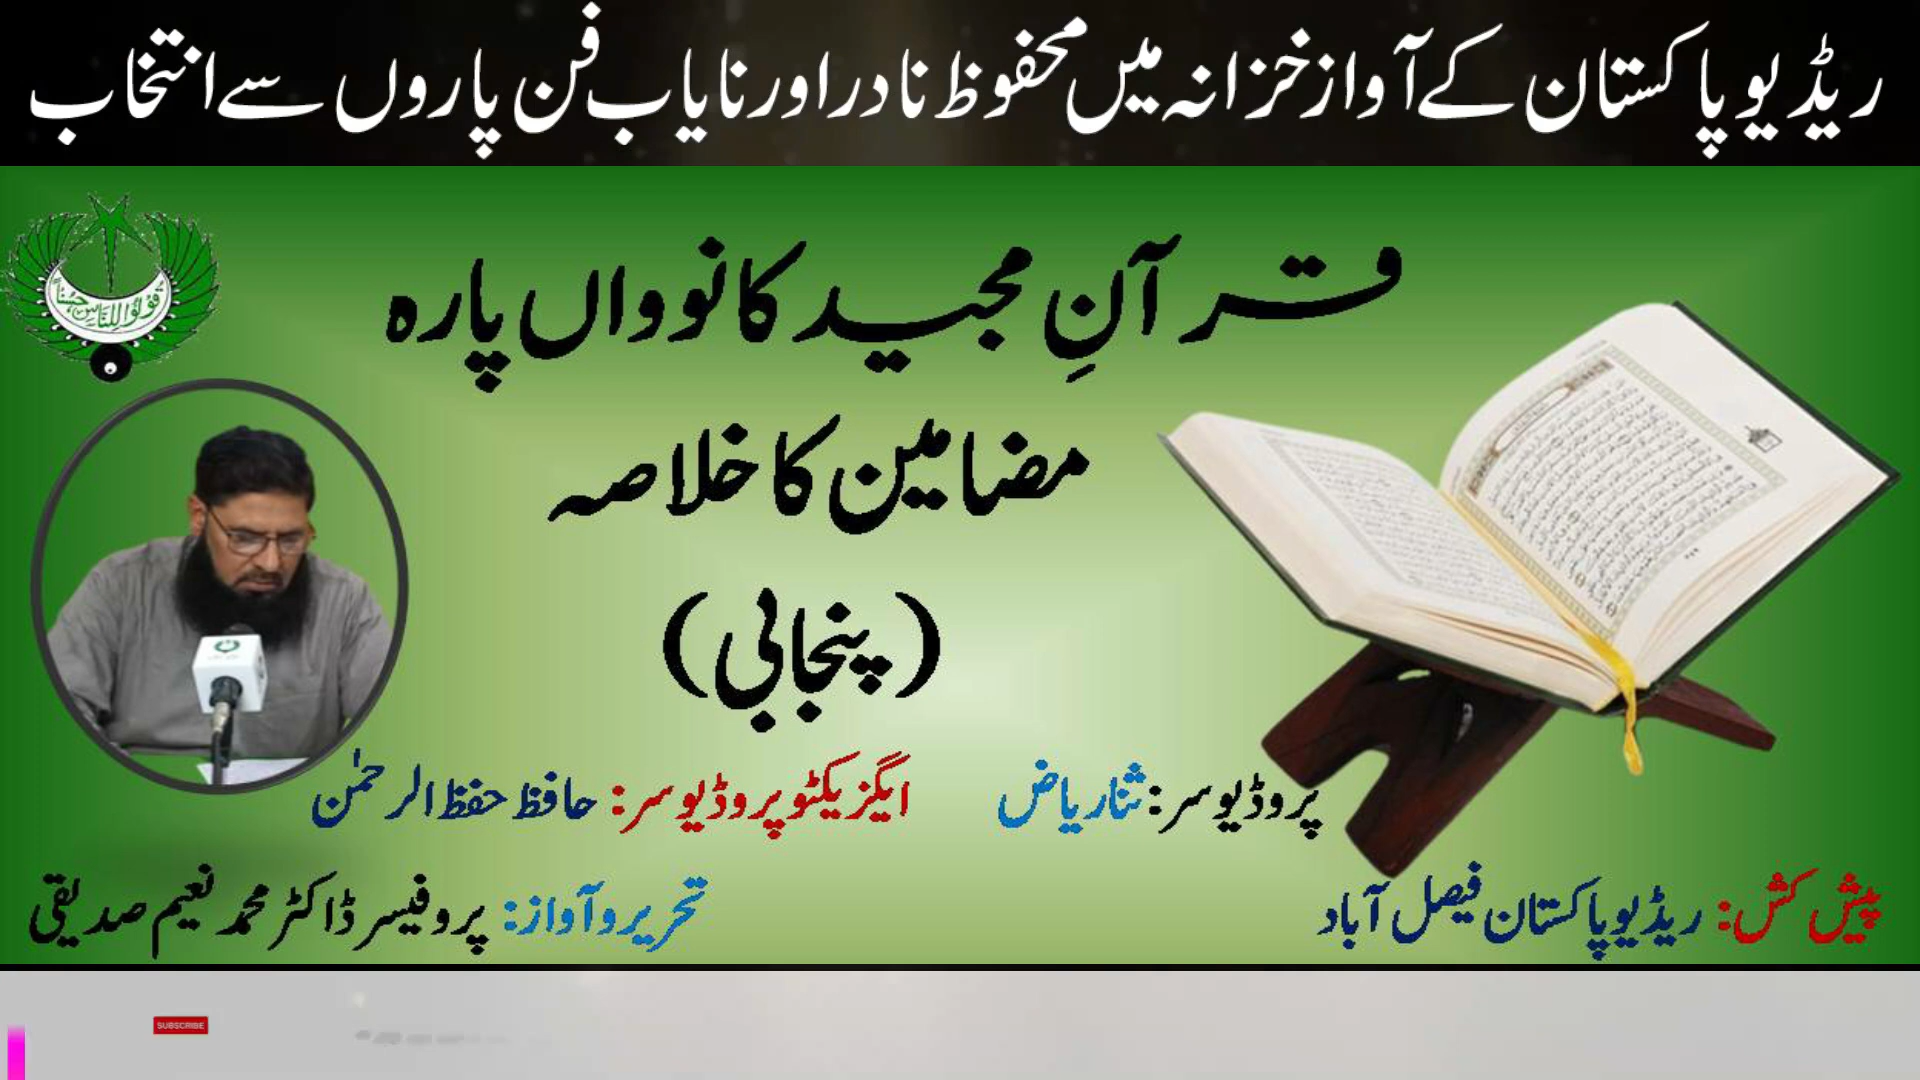 ریڈیو پاکستان کے آواز خزانہ میں محفوظ نادر اور نایاب فن پاروں سے انتخاب
قُوْلُوْا لِلنَّاسِ حُسْنًا
قرآنِ مجید کا نوواں پارہ
مضامین کا خلاصہ
(پنجابی)
پروڈیوسر: ثنا ریاض
ایگزیکٹو پروڈیوسر: حافظ حفظ الرحمٰن
پیش کش: ریڈیو پاکستان فیصل آباد
تحریر و آواز: پروفیسر ڈاکٹر محمد نعیم صدیقی
SUBSCRIBE